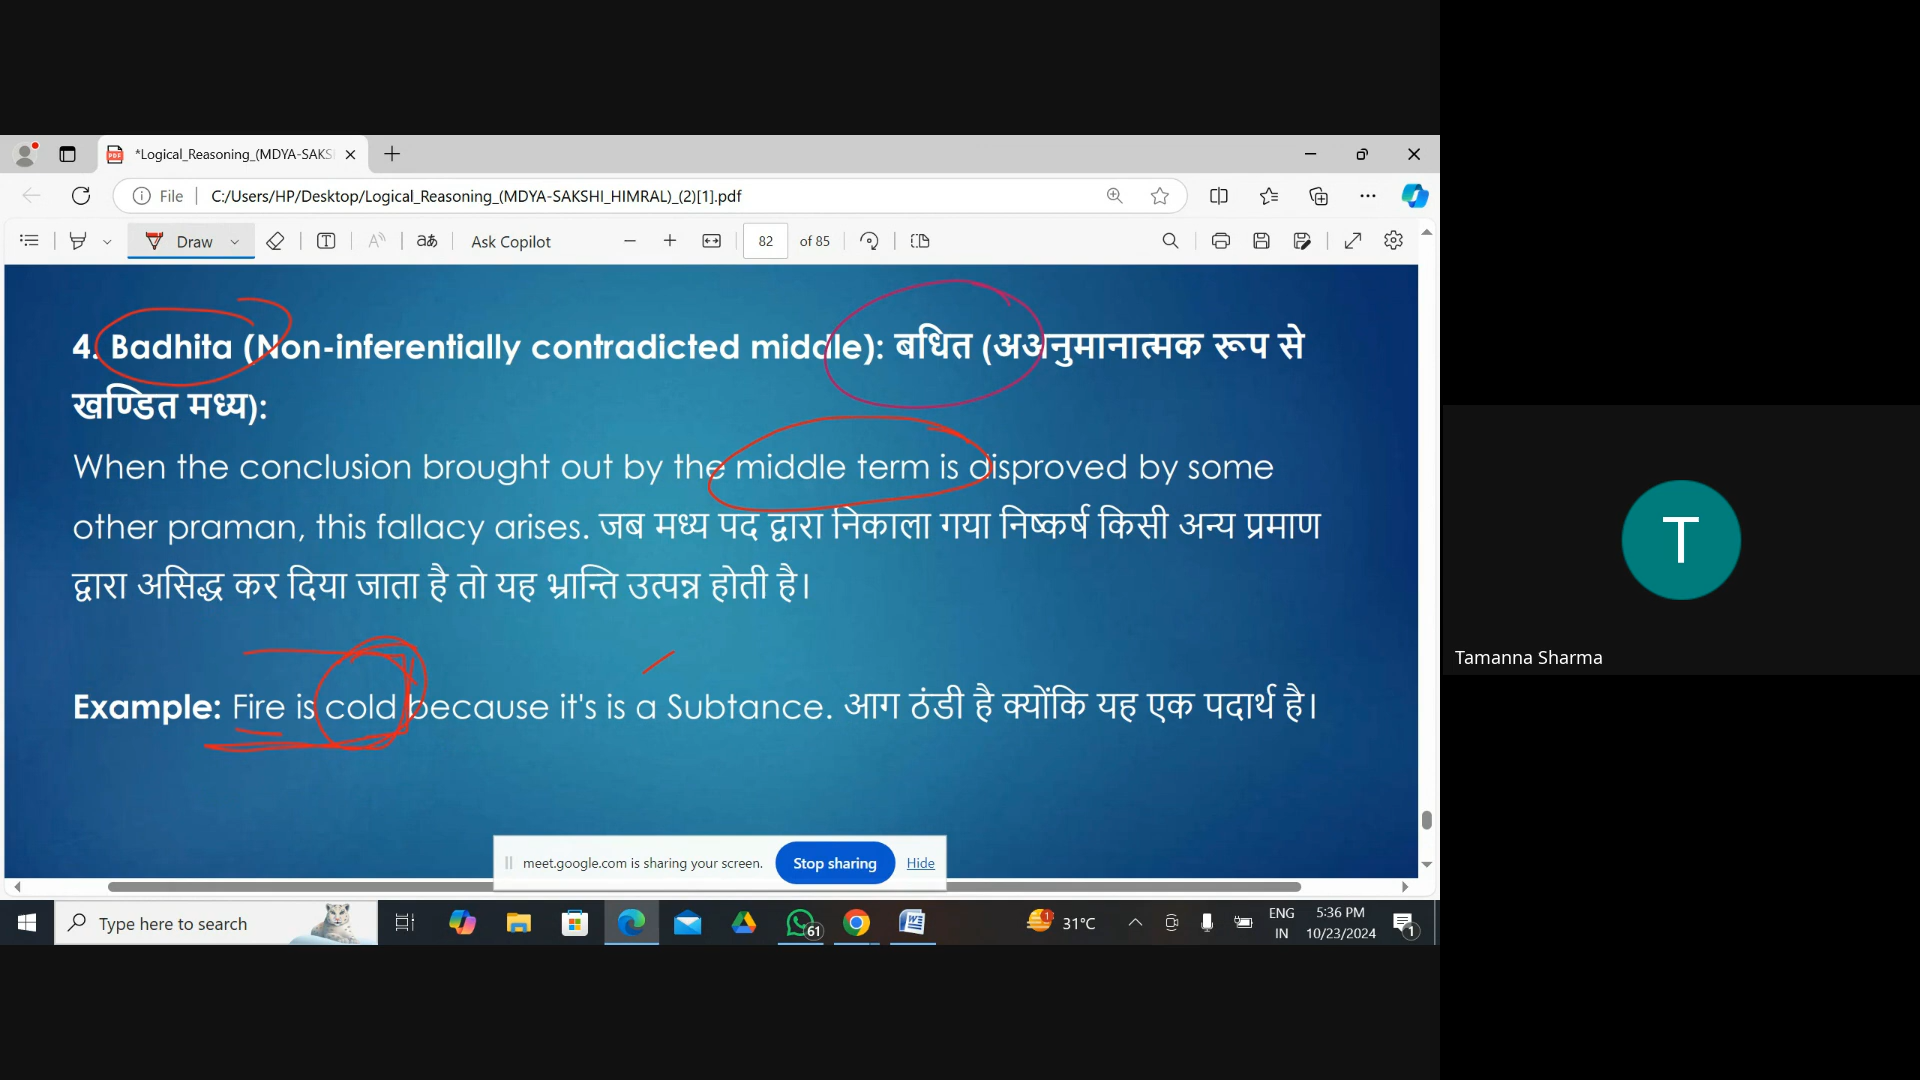 *Logical_Reasoning_(MDYA-SAKS
File
C:/Users/HP/Desktop/Logical_Reasoning_(MDYA-SAKSHI_HIMRAL)_(2)[1].pdf
Draw
aあ
Ask Copilot
82
of 85
4. Badhita (Non-inferentially contradicted middle): बधित (अअनुमानात्मक रूप से
खण्डित मध्य):
When the conclusion brought out by the middle term is disproved by some
other praman, this fallacy arises. जब मध्य पद द्वारा निकाला गया निष्कर्ष किसी अन्य प्रमाण
द्वारा असिद्ध कर दिया जाता है तो यह भ्रान्ति उत्पन्न होती है।
Example: Fire is cold because it's is a Subtance. आग ठंडी है क्योंकि यह एक पदार्थ है।
meet.google.com is sharing your screen.
Stop sharing
Hide
Type here to search
61
1
31°C
ENG
IN
5:36 PM
10/23/2024
1
T
Tamanna Sharma